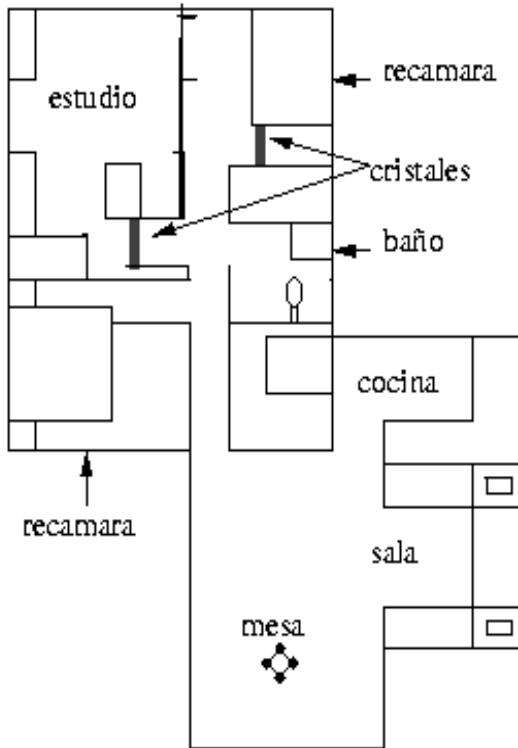 recamara
estudio
cristales
baño
cocina
recamara
sala
mesa